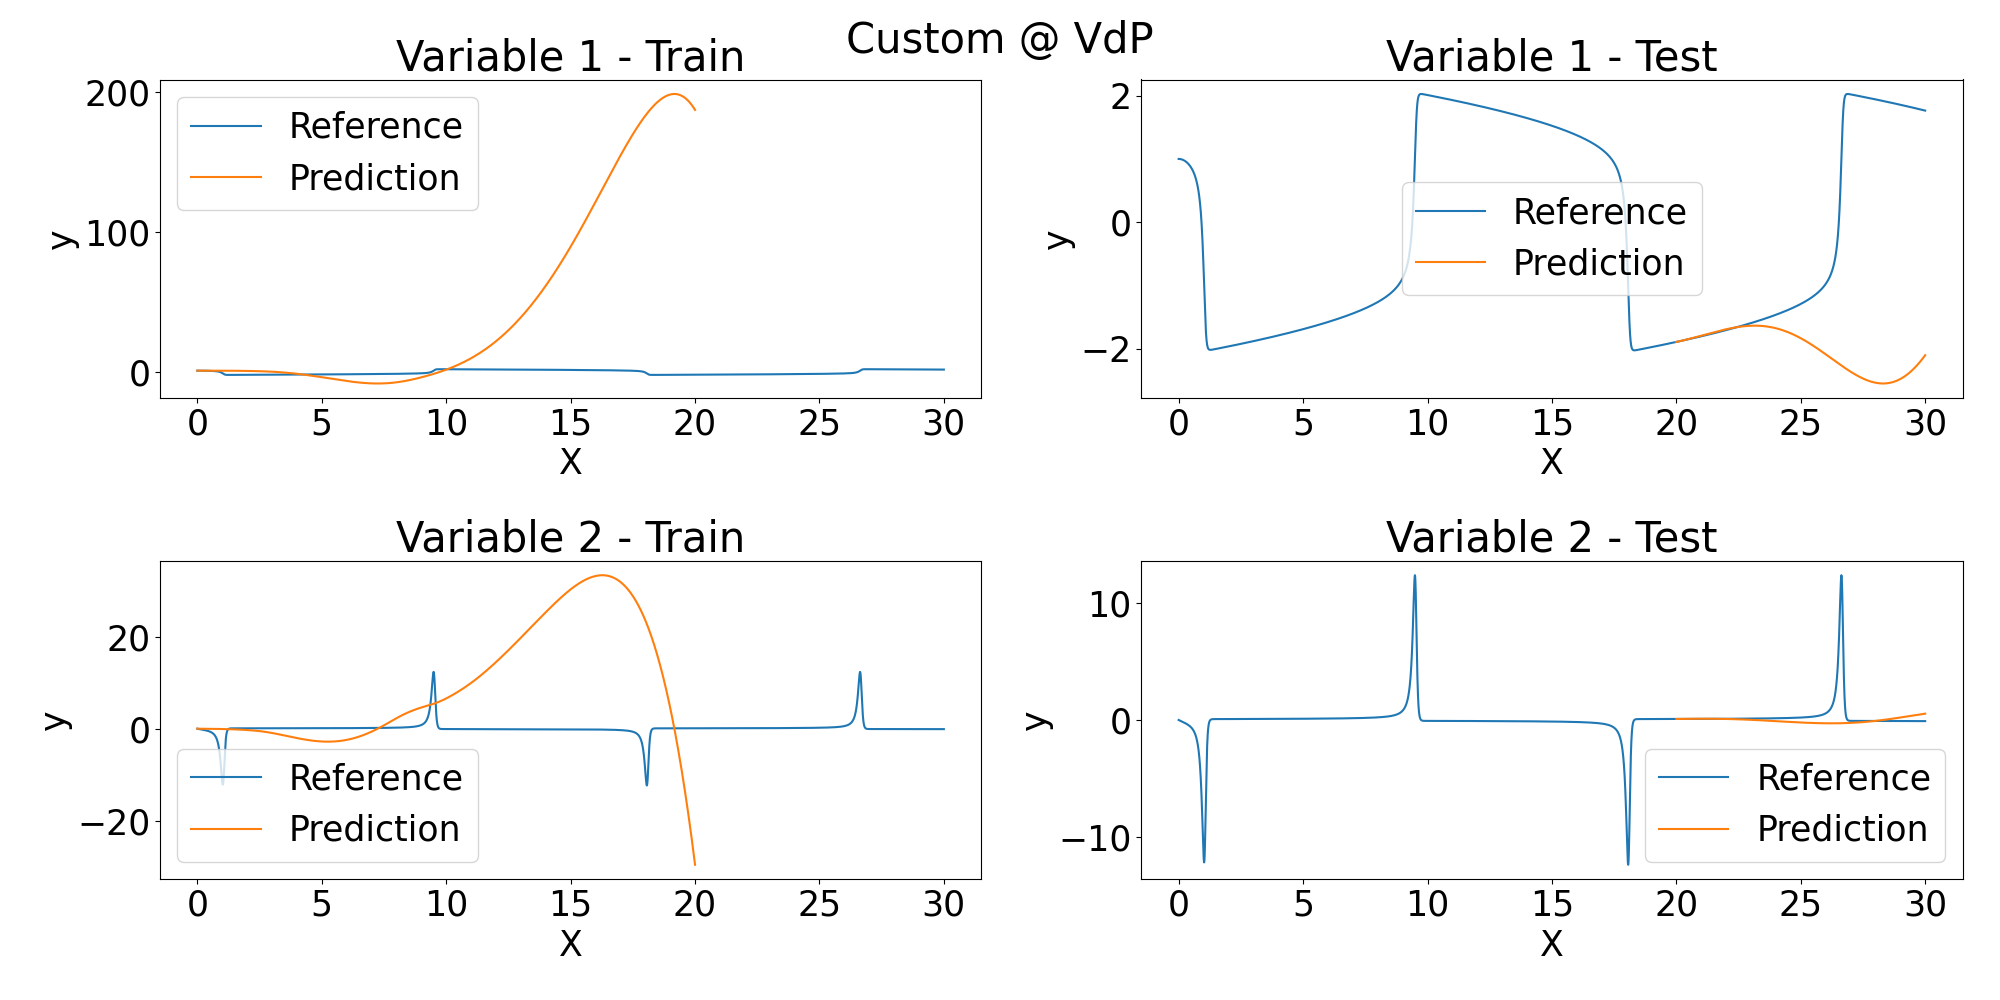 Custom @ VdP
Variable 1 - Train
200
100
0
y
Reference
Prediction
0 5 10 15 20 25 30
X
Variable 1 - Test
2
0
−2
y
Reference
Prediction
0 5 10 15 20 25 30
X
Variable 2 - Train
20
0
−20
y
Reference
Prediction
0 5 10 15 20 25 30
X
Variable 2 - Test
10
0
−10
y
Reference
Prediction
0 5 10 15 20 25 30
X